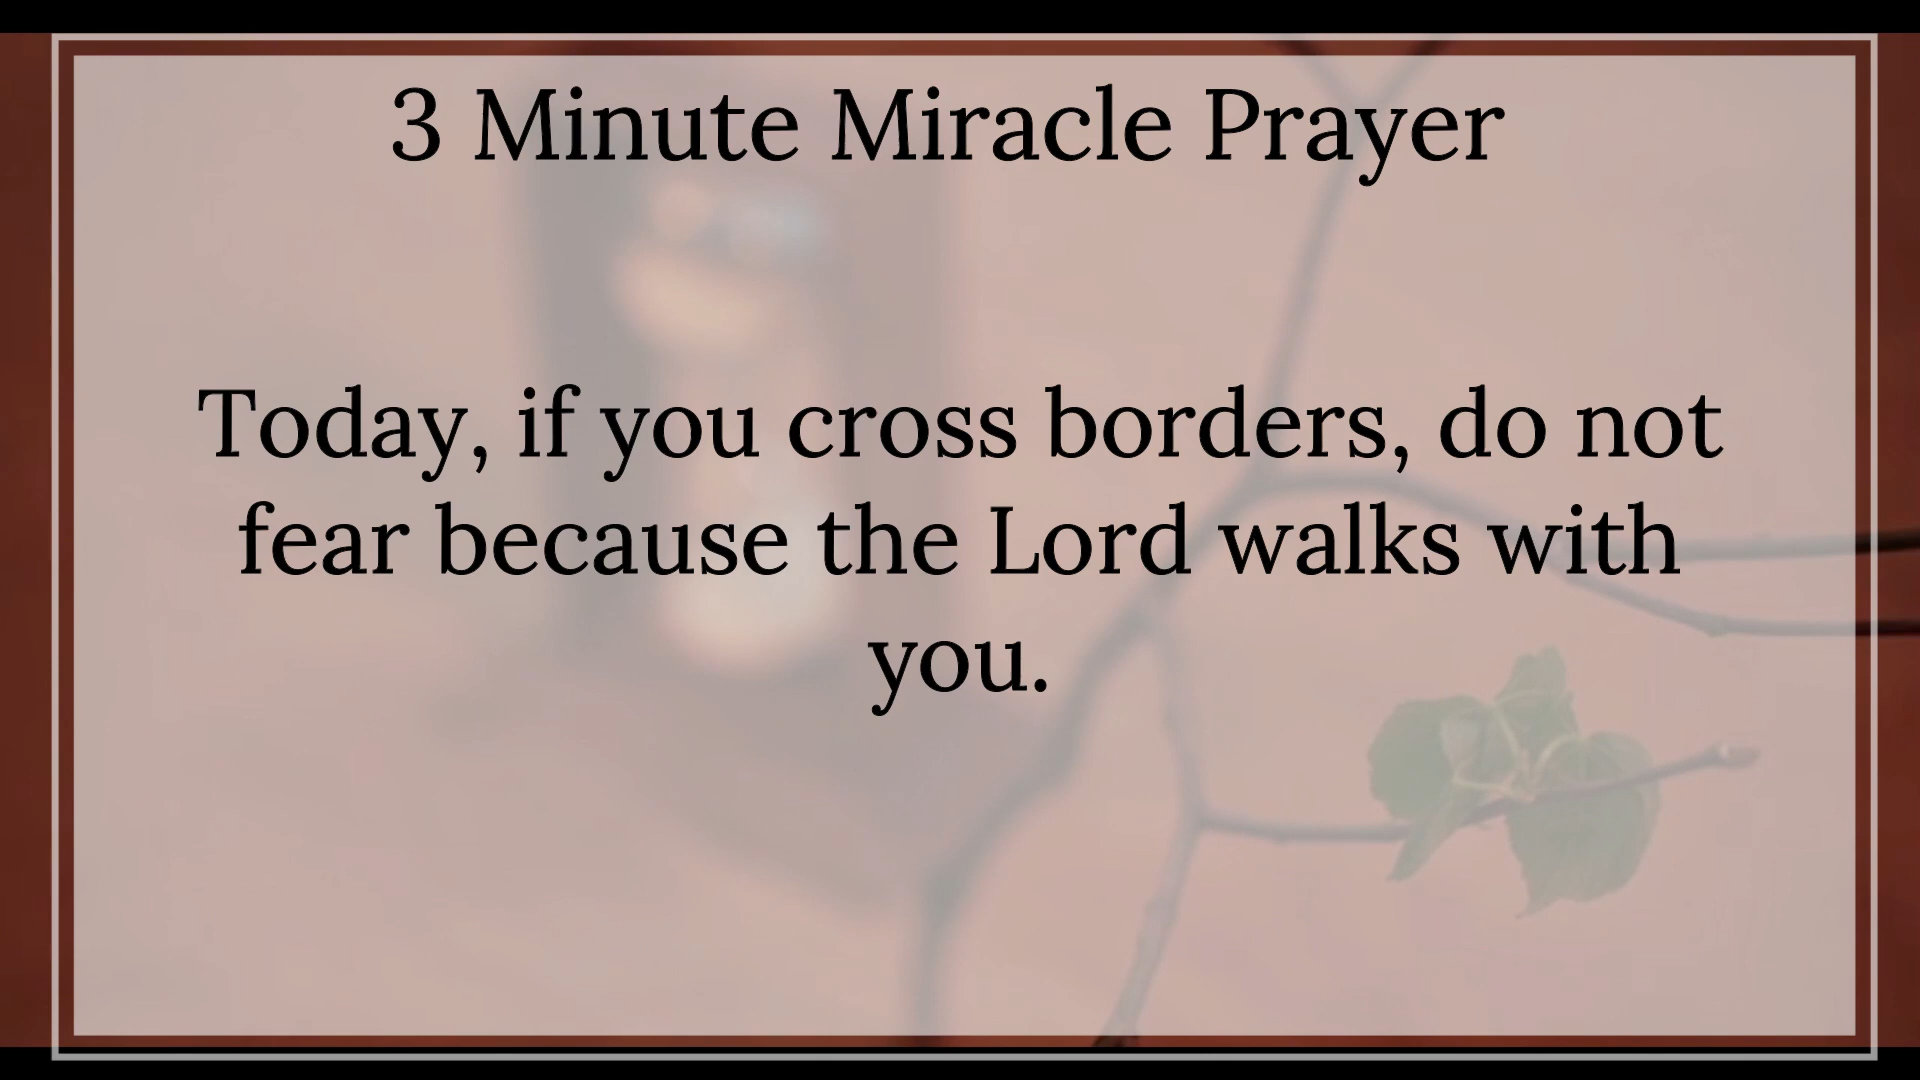 3 Minute Miracle Prayer
Today, if you cross borders, do not
fear because the Lord walks with
you.